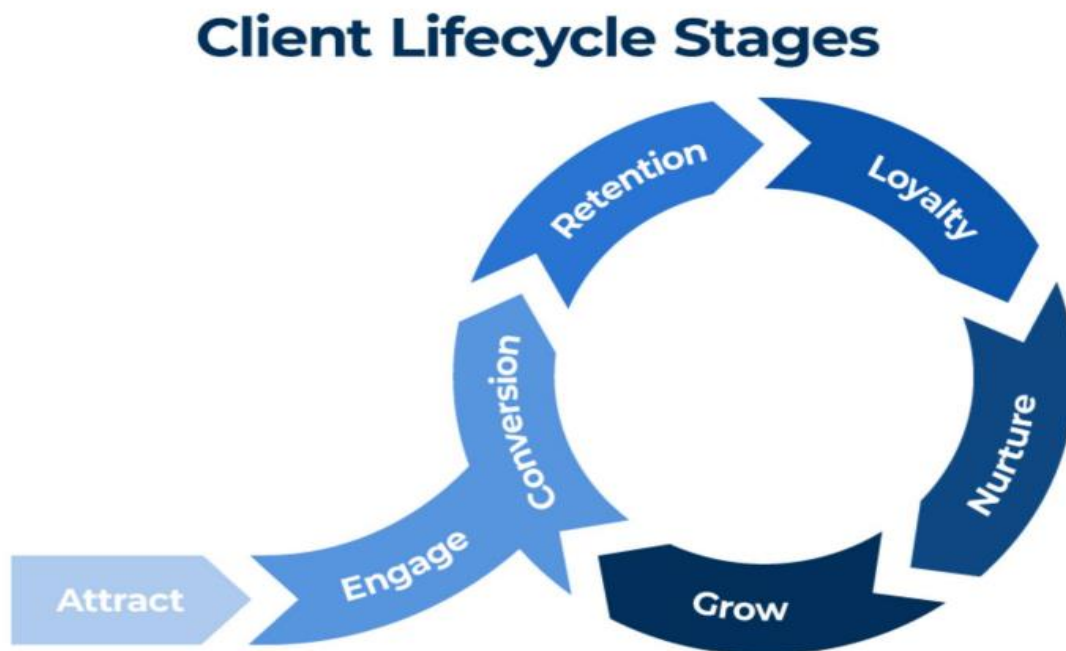 Client Lifecycle Stages
Attract
Engage
Conversion
Retention
Loyalty
Nurture
Grow